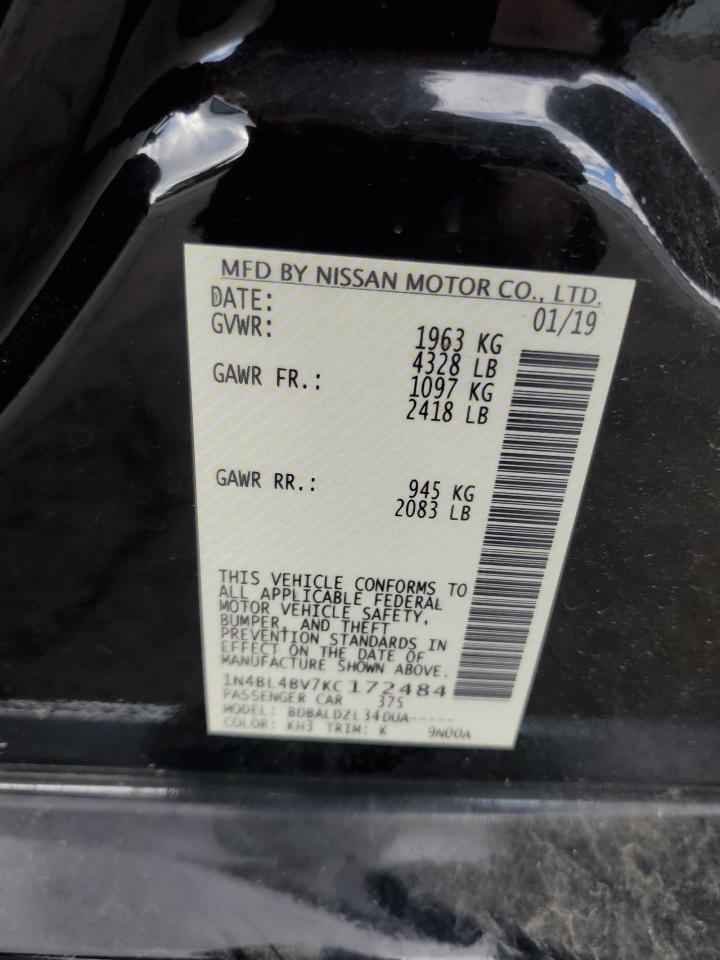 MFD BY NISSAN MOTOR CO., LTD.
DATE: 01/19
GVWR: 1963 KG
4328 LB
GAWR FR.: 1097 KG
2418 LB
GAWR RR.: 945 KG
2083 LB
THIS VEHICLE CONFORMS TO
ALL APPLICABLE FEDERAL
MOTOR VEHICLE SAFETY,
BUMPER, AND THEFT
PREVENTION STANDARDS IN
EFFECT ON THE DATE OF
MANUFACTURE SHOWN ABOVE.
1N4BL4BV7KC172484
PASSENGER CAR 375
MODEL: BDBALDZL34DUA-----
COLOR: KH3 TRIM: K 9N00A